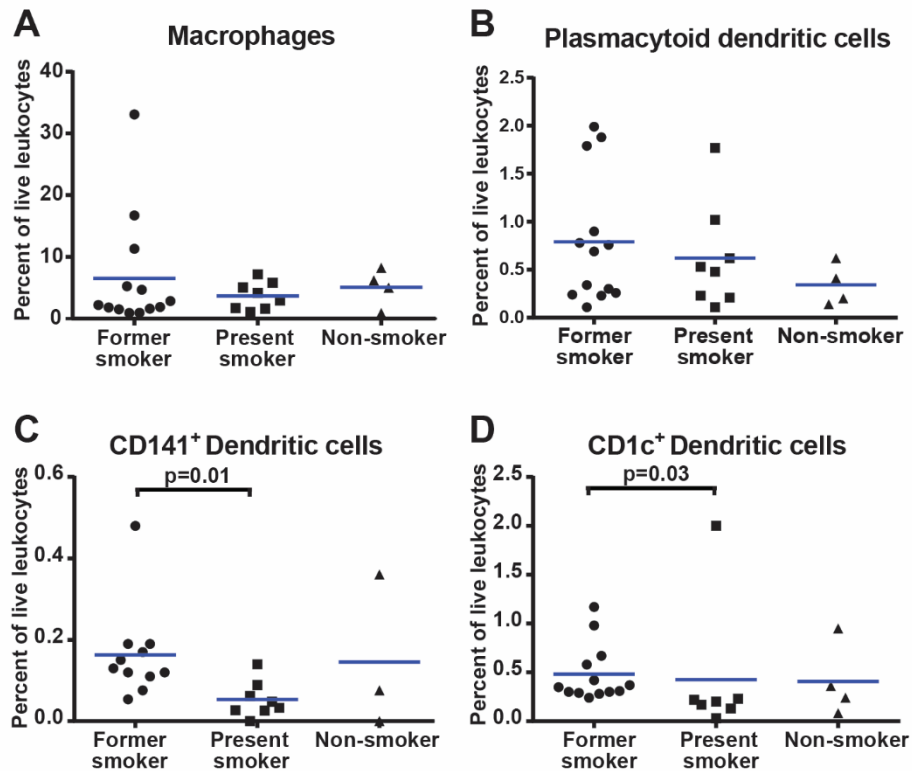 A
Macrophages
Percent of live leukocytes
40
30
20
10
0
Former
smoker
Present
smoker
Non-smoker
B
Plasmacytoid dendritic cells
Percent of live leukocytes
2.5
2.0
1.5
1.0
0.5
0.0
Former
smoker
Present
smoker
Non-smoker
C
CD141⁺ Dendritic cells
Percent of live leukocytes
0.6
0.4
0.2
0.0
p=0.01
Former
smoker
Present
smoker
Non-smoker
D
CD1c⁺ Dendritic cells
Percent of live leukocytes
2.5
2.0
1.5
1.0
0.5
0.0
p=0.03
Former
smoker
Present
smoker
Non-smoker